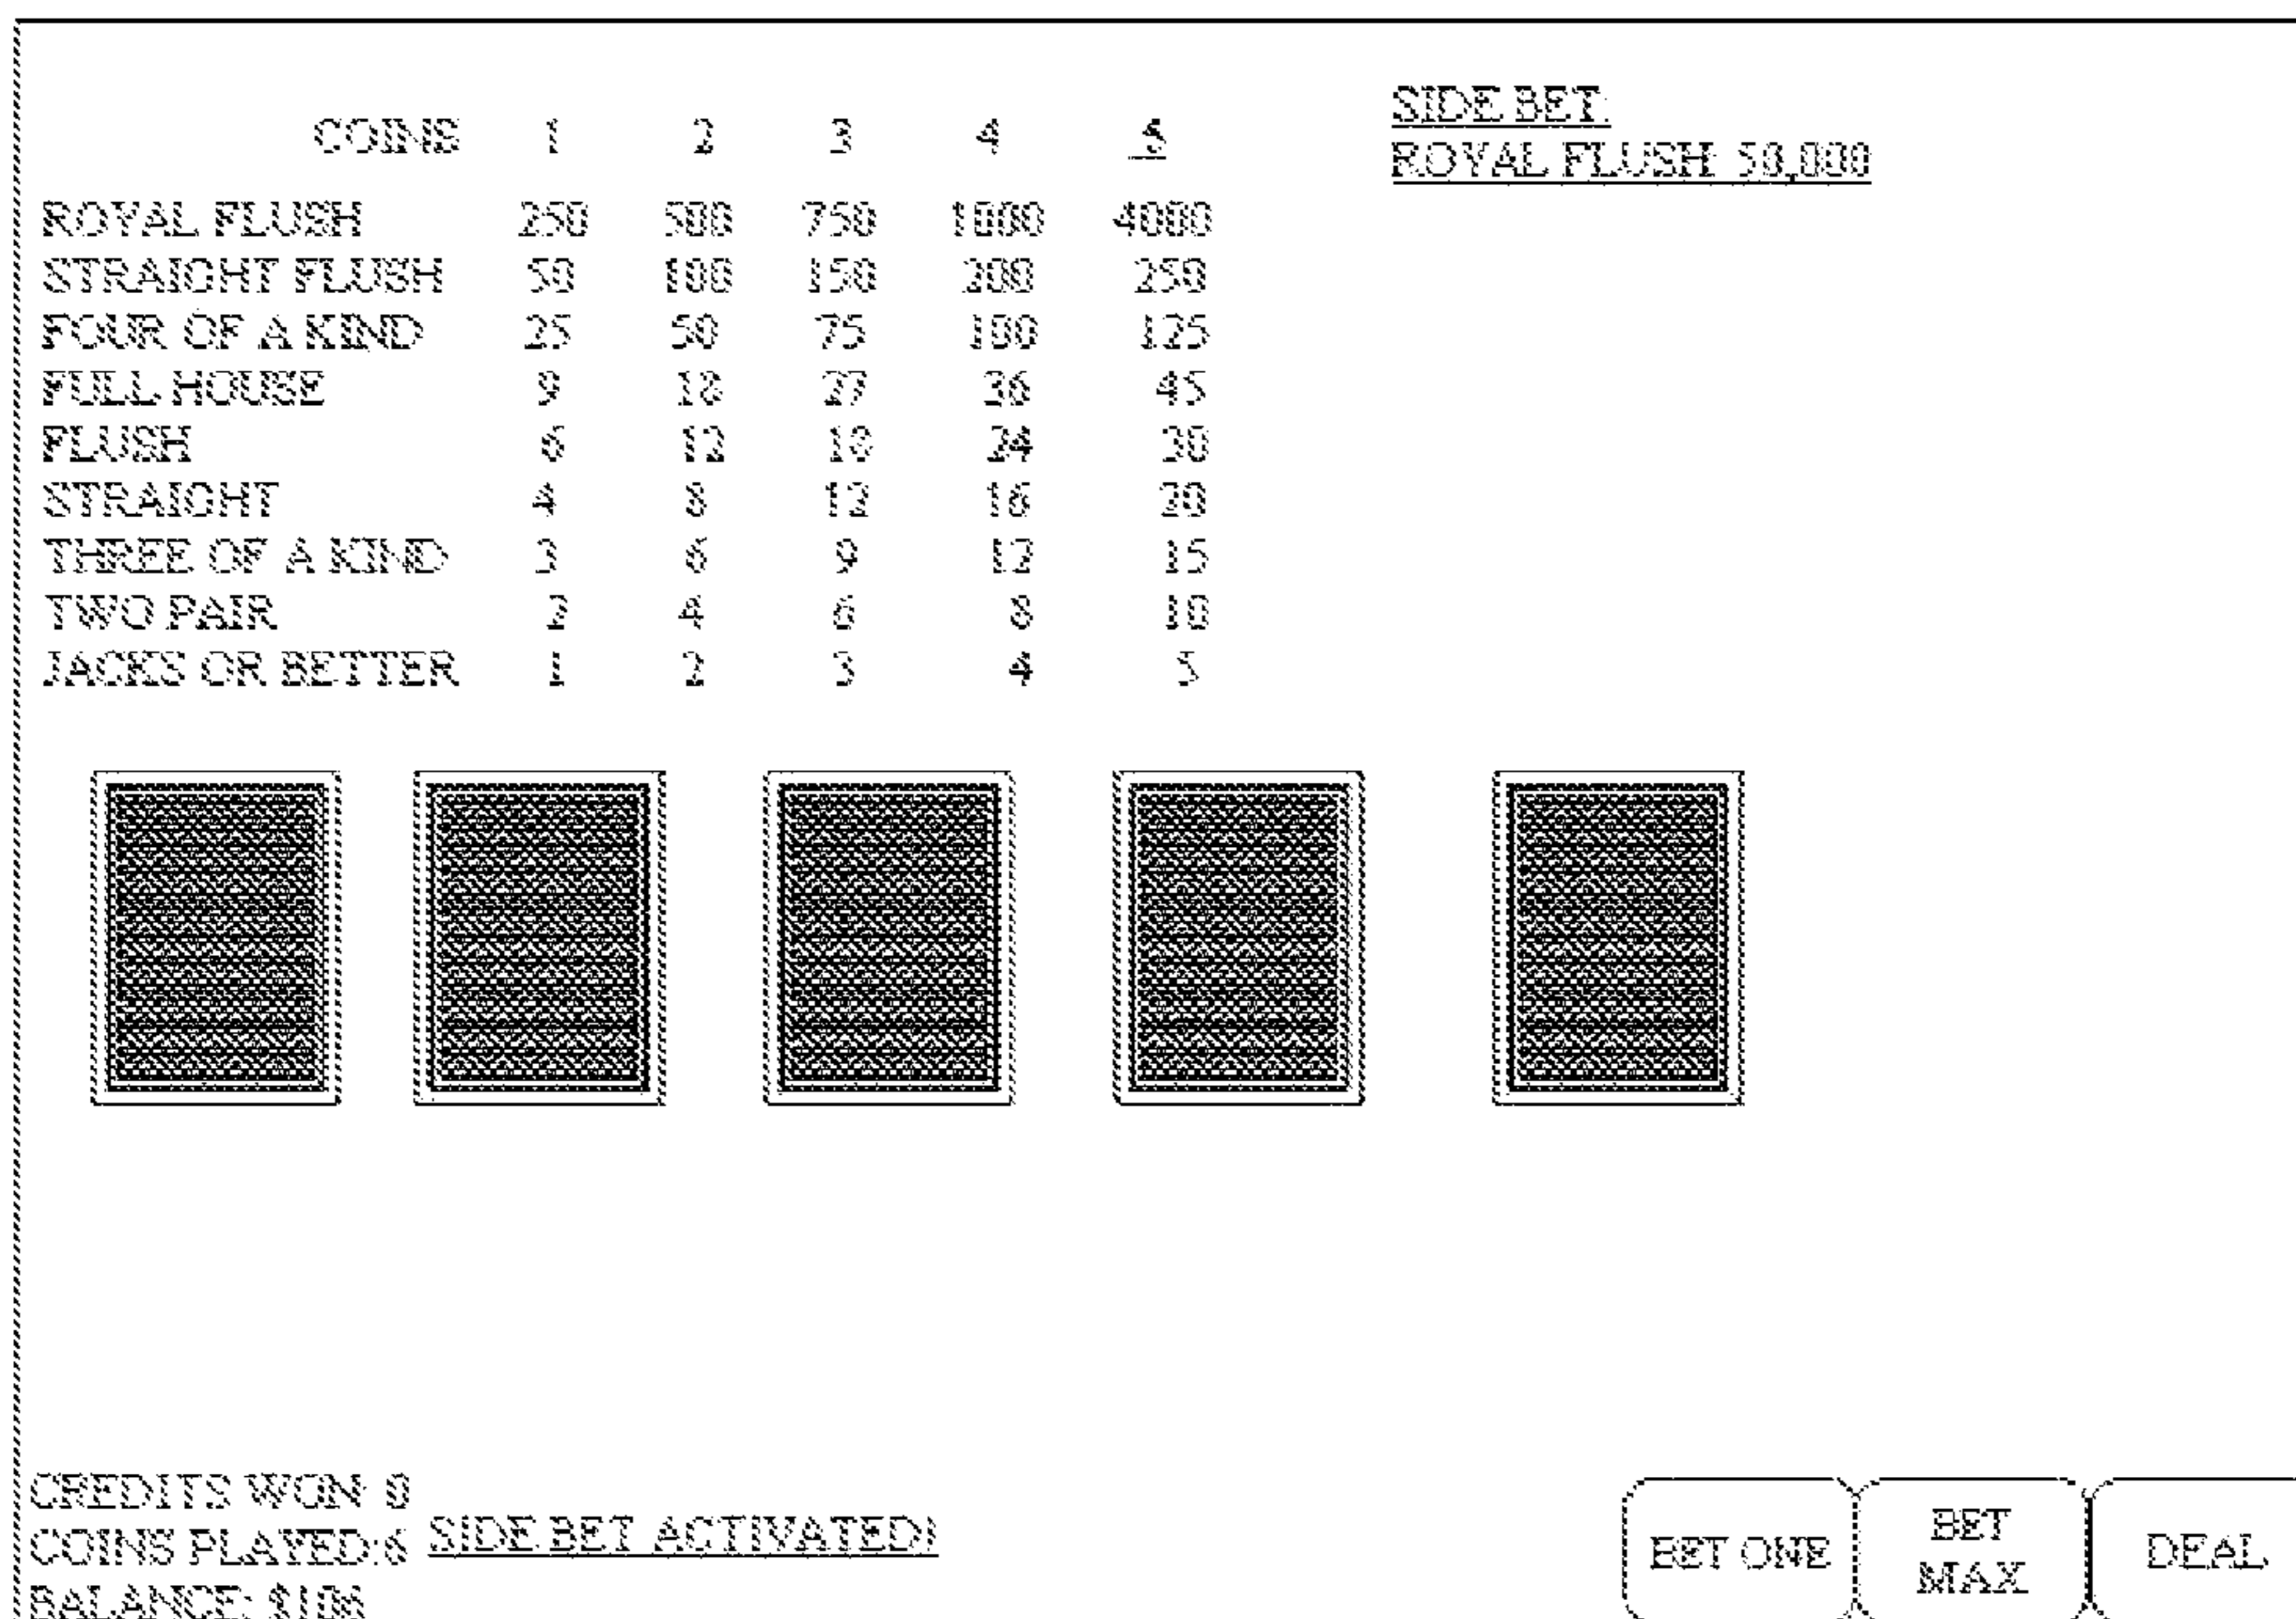 COINS 1 2 3 4 5
ROYAL FLUSH 250 500 750 1000 4000
STRAIGHT FLUSH 50 100 150 200 250
FOUR OF A KIND 25 50 75 100 125
FULL HOUSE 9 18 27 36 45
FLUSH 6 12 18 24 30
STRAIGHT 4 8 12 16 20
THREE OF A KIND 3 6 9 12 15
TWO PAIR 2 4 6 8 10
JACKS OR BETTER 1 2 3 4 5
SIDE BET:
ROYAL FLUSH: 50,000
CREDITS WON: 0
COINS PLAYED:6
BALANCE: $106
SIDE BET ACTIVATED!
BET ONE
BET
MAX
DEAL